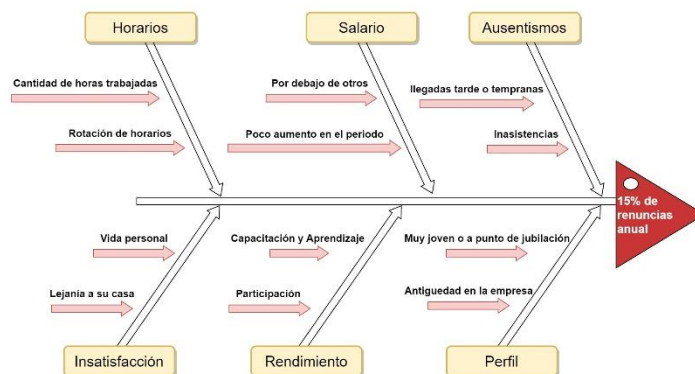 Horarios
Salario
Ausentismos
Cantidad de horas trabajadas
Por debajo de otros
llegadas tarde o tempranas
Rotación de horarios
Poco aumento en el periodo
Inasistencias
15% de
renuncias
anual
Vida personal
Capacitación y Aprendizaje
Muy joven o a punto de jubilación
Lejanía a su casa
Participación
Antiguedad en la empresa
Insatisfacción
Rendimiento
Perfil